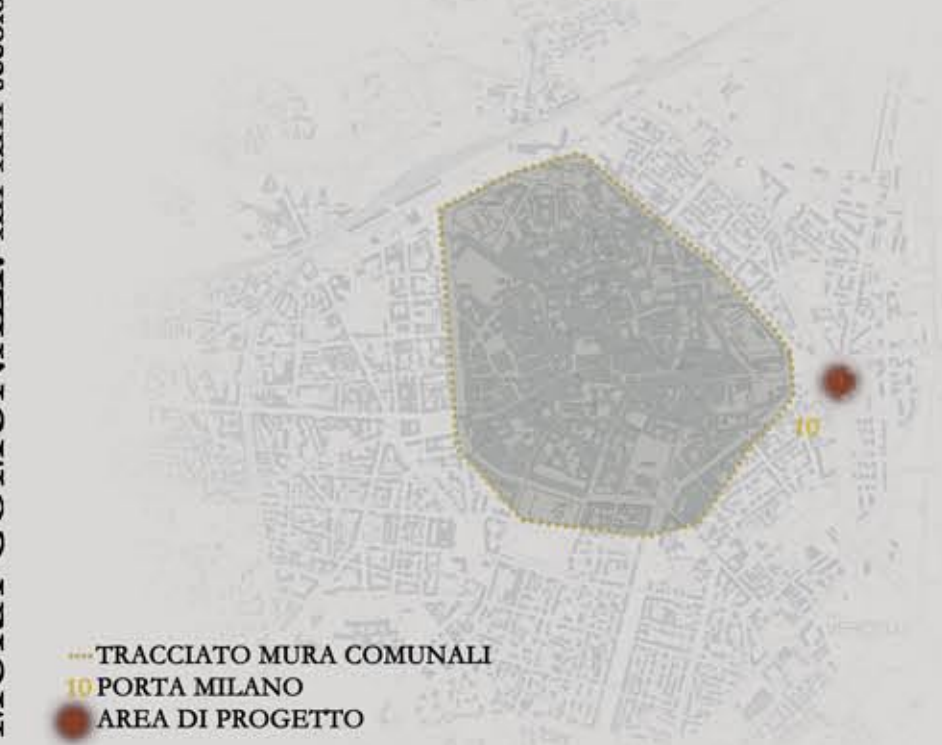 10
TRACCIATO MURA COMUNALI
10 PORTA MILANO
AREA DI PROGETTO